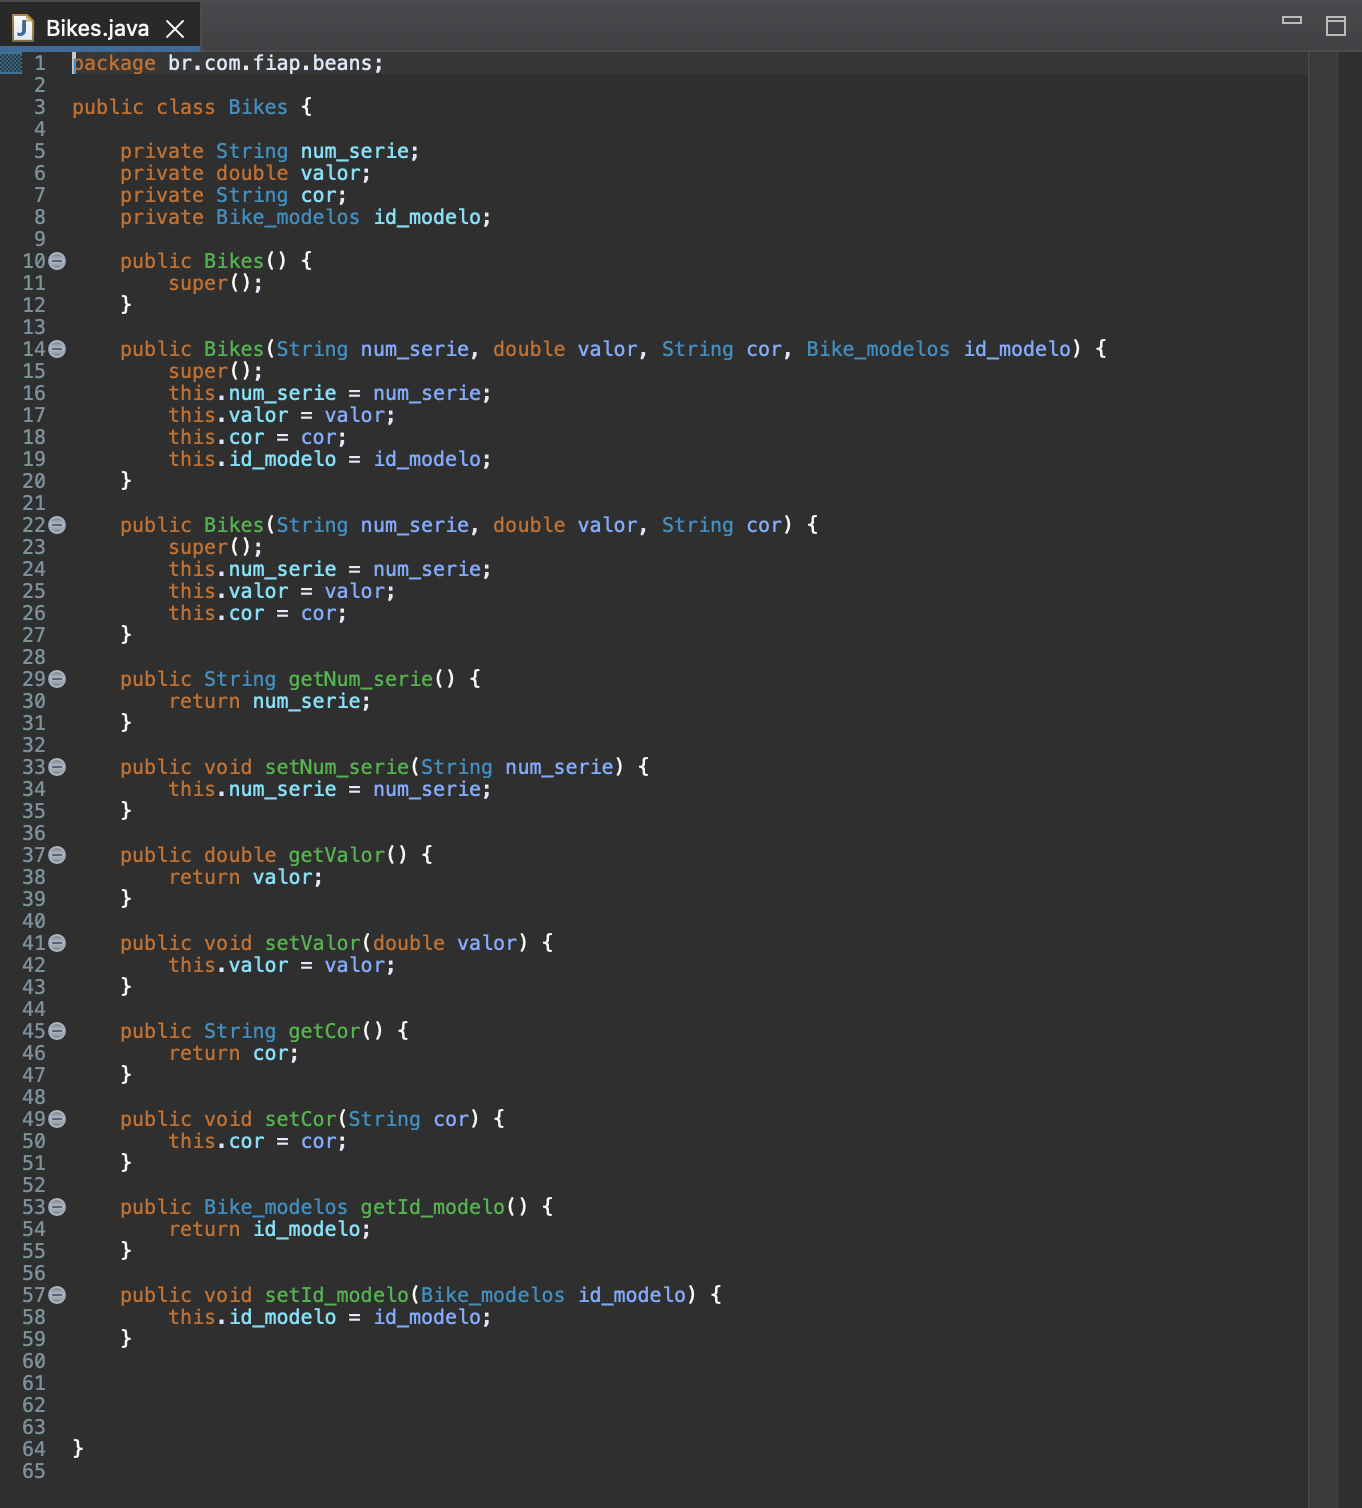 Bikes.java
1 package br.com.fiap.beans;
2
3 public class Bikes {
4
5     private String num_serie;
6     private double valor;
7     private String cor;
8     private Bike_modelos id_modelo;
9
10     public Bikes() {
11         super();
12     }
13
14     public Bikes(String num_serie, double valor, String cor, Bike_modelos id_modelo) {
15         super();
16         this.num_serie = num_serie;
17         this.valor = valor;
18         this.cor = cor;
19         this.id_modelo = id_modelo;
20     }
21
22     public Bikes(String num_serie, double valor, String cor) {
23         super();
24         this.num_serie = num_serie;
25         this.valor = valor;
26         this.cor = cor;
27     }
28
29     public String getNum_serie() {
30         return num_serie;
31     }
32
33     public void setNum_serie(String num_serie) {
34         this.num_serie = num_serie;
35     }
36
37     public double getValor() {
38         return valor;
39     }
40
41     public void setValor(double valor) {
42         this.valor = valor;
43     }
44
45     public String getCor() {
46         return cor;
47     }
48
49     public void setCor(String cor) {
50         this.cor = cor;
51     }
52
53     public Bike_modelos getId_modelo() {
54         return id_modelo;
55     }
56
57     public void setId_modelo(Bike_modelos id_modelo) {
58         this.id_modelo = id_modelo;
59     }
60
61
62
63
64 }
65